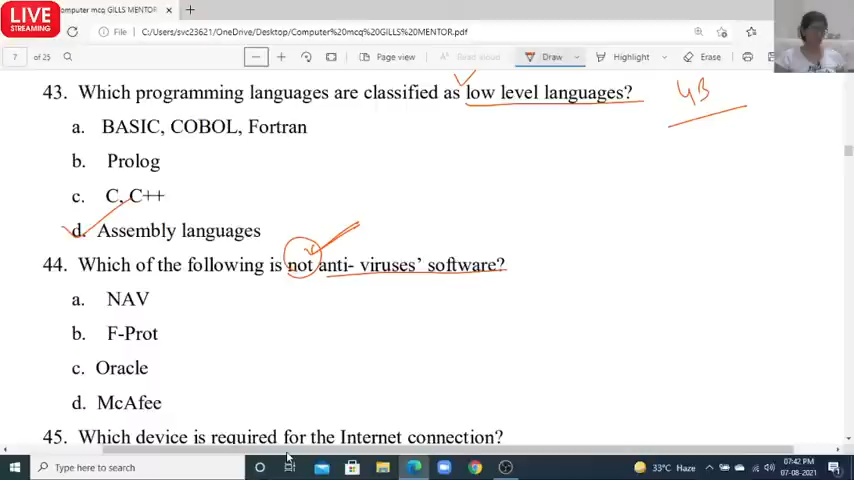 LIVE
STREAMING
Computer mcq GILLS MENTOR
File
C:/Users/svc23621/OneDrive/Desktop/Computer%20mcq%20GILLS%20MENTOR.pdf
7 of 25
Page view
Read aloud
Draw
Highlight
Erase
43. Which programming languages are classified as low level languages?
43
a. BASIC, COBOL, Fortran
b. Prolog
c. C, C++
d. Assembly languages
44. Which of the following is not anti- viruses’ software?
a. NAV
b. F-Prot
c. Oracle
d. McAfee
45. Which device is required for the Internet connection?
Type here to search
33°C Haze
07:42 PM
07-08-2021